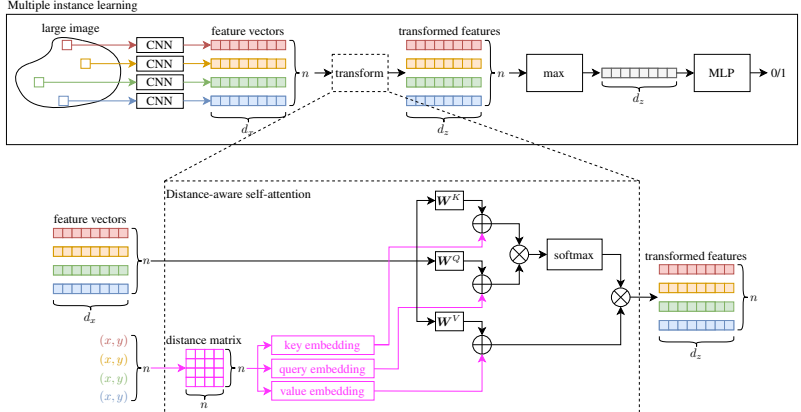 Multiple instance learning
large image
feature vectors
transformed features
CNN
CNN
CNN
CNN
n
transform
n
max
MLP
0/1
d_x
d_z
d_z
Distance-aware self-attention
feature vectors
n
d_x
W^K
W^Q
W^V
softmax
transformed features
n
d_z
(x, y)
(x, y)
(x, y)
(x, y)
n
distance matrix
n
n
key embedding
query embedding
value embedding